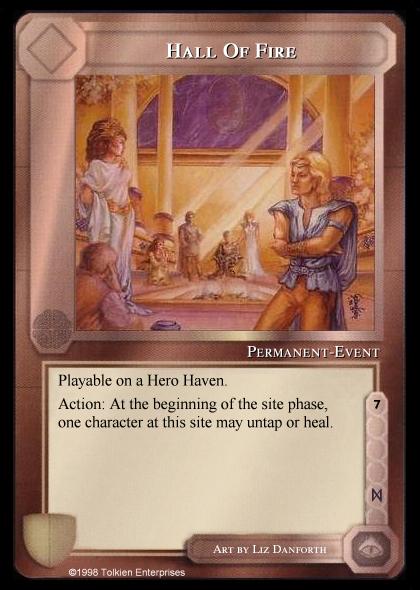 HALL OF FIRE
PERMANENT-EVENT
Playable on a Hero Haven.
Action: At the beginning of the site phase,
one character at this site may untap or heal.
7
ᛞ
ART BY LIZ DANFORTH
©1998 Tolkien Enterprises